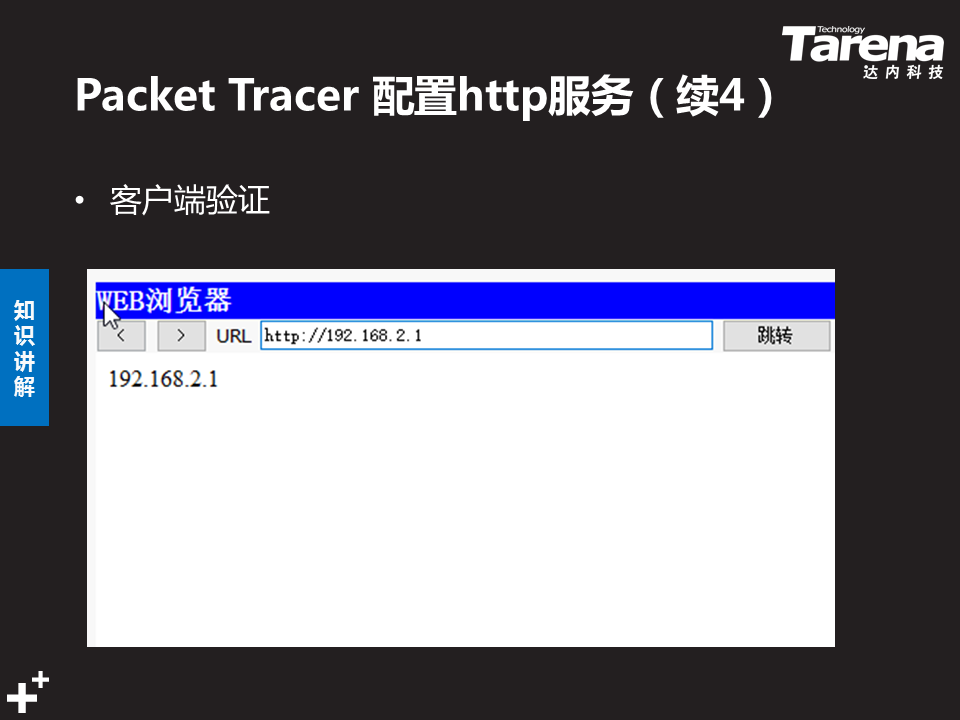 Technology
Tarena
达内科技
Packet Tracer 配置http服务（续4）
• 客户端验证
知识讲解
WEB浏览器
< > URL http://192.168.2.1 跳转
192.168.2.1